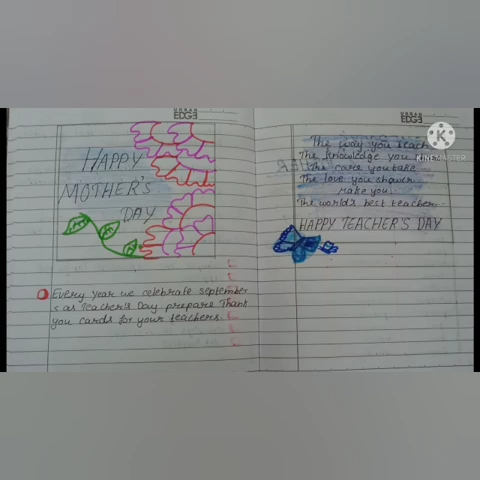 EDGE
HAPPY
MOTHER'S
DAY
Every year we celebrate september
5 as Teacher's Day prepare Thank
you cards for your teachers.
EDGE
KINEMASTER
The way you teach
The knowledge you
The care you take
The love you shower
make you.
The world's best teacher.
HAPPY TEACHER'S DAY